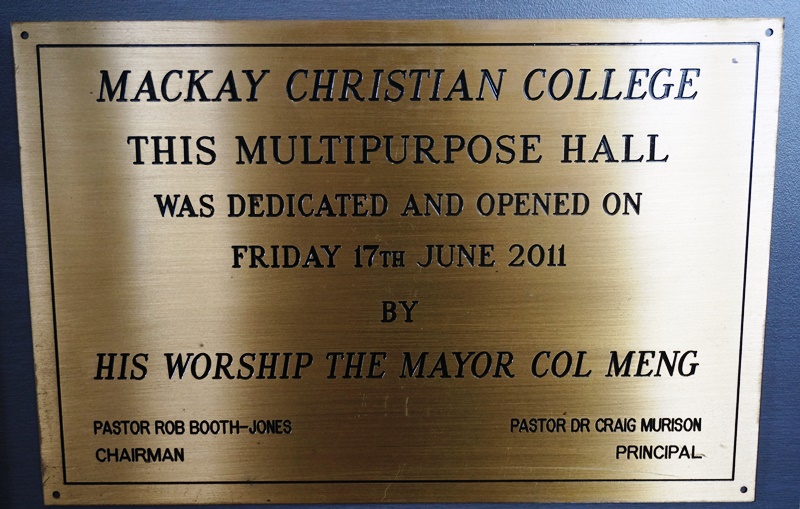 MACKAY CHRISTIAN COLLEGE
THIS MULTIPURPOSE HALL
WAS DEDICATED AND OPENED ON
FRIDAY 17TH JUNE 2011
BY
HIS WORSHIP THE MAYOR COL MENG
PASTOR ROB BOOTH-JONES
CHAIRMAN
PASTOR DR CRAIG MURISON
PRINCIPAL